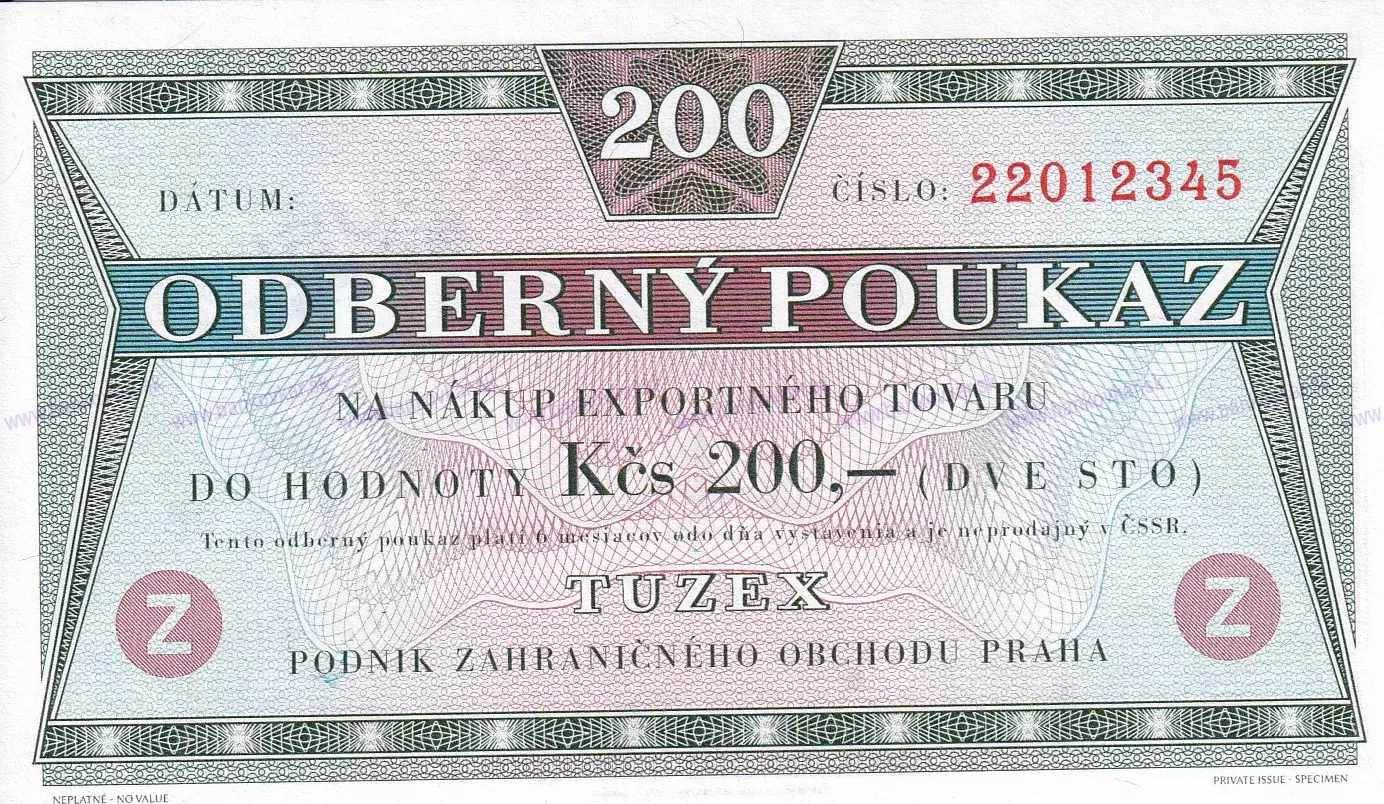 200
DÁTUM:
ČÍSLO: 22012345
ODBERNÝ POUKAZ
NA NÁKUP EXPORTNÉHO TOVARU
DO HODNOTY Kčs 200,— (DVE STO)
Tento odberný poukaz platí 6 mesiacov odo dňa vystavenia a je neprodajný v ČSSR.
TUZEX
Z Z
PODNIK ZAHRANIČNÉHO OBCHODU PRAHA
PRIVATE ISSUE - SPECIMEN
NEPLATNÉ - NO VALUE